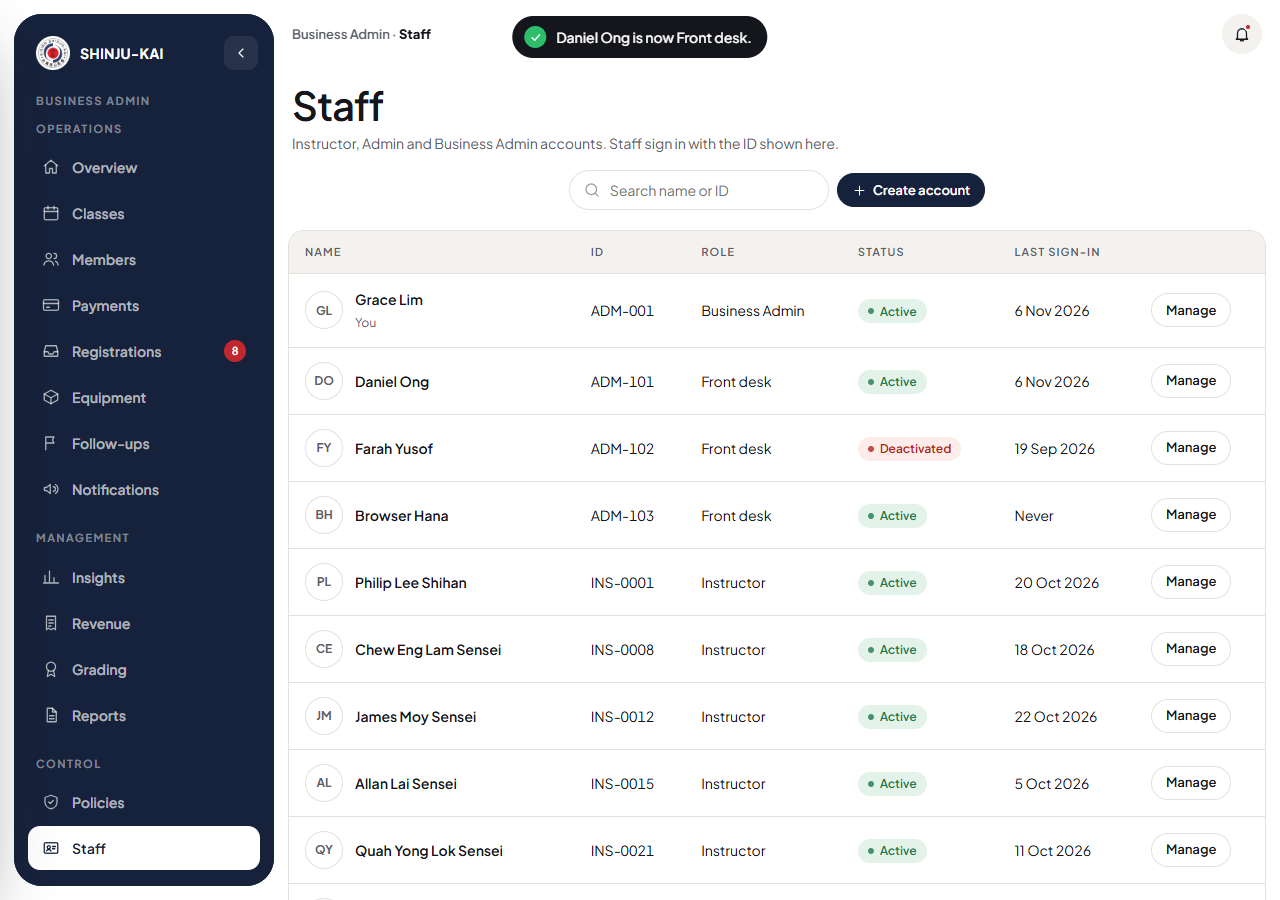 SHINJU-KAI
BUSINESS ADMIN
OPERATIONS
Overview
Classes
Members
Payments
Registrations 8
Equipment
Follow-ups
Notifications
MANAGEMENT
Insights
Revenue
Grading
Reports
CONTROL
Policies
Staff
Business Admin · Staff
Daniel Ong is now Front desk.
Staff
Instructor, Admin and Business Admin accounts. Staff sign in with the ID shown here.
Search name or ID
+ Create account
NAME ID ROLE STATUS LAST SIGN-IN
GL Grace Lim ADM-001 Business Admin Active 6 Nov 2026 Manage
You
DO Daniel Ong ADM-101 Front desk Active 6 Nov 2026 Manage
FY Farah Yusof ADM-102 Front desk Deactivated 19 Sep 2026 Manage
BH Browser Hana ADM-103 Front desk Active Never Manage
PL Philip Lee Shihan INS-0001 Instructor Active 20 Oct 2026 Manage
CE Chew Eng Lam Sensei INS-0008 Instructor Active 18 Oct 2026 Manage
JM James Moy Sensei INS-0012 Instructor Active 22 Oct 2026 Manage
AL Allan Lai Sensei INS-0015 Instructor Active 5 Oct 2026 Manage
QY Quah Yong Lok Sensei INS-0021 Instructor Active 11 Oct 2026 Manage